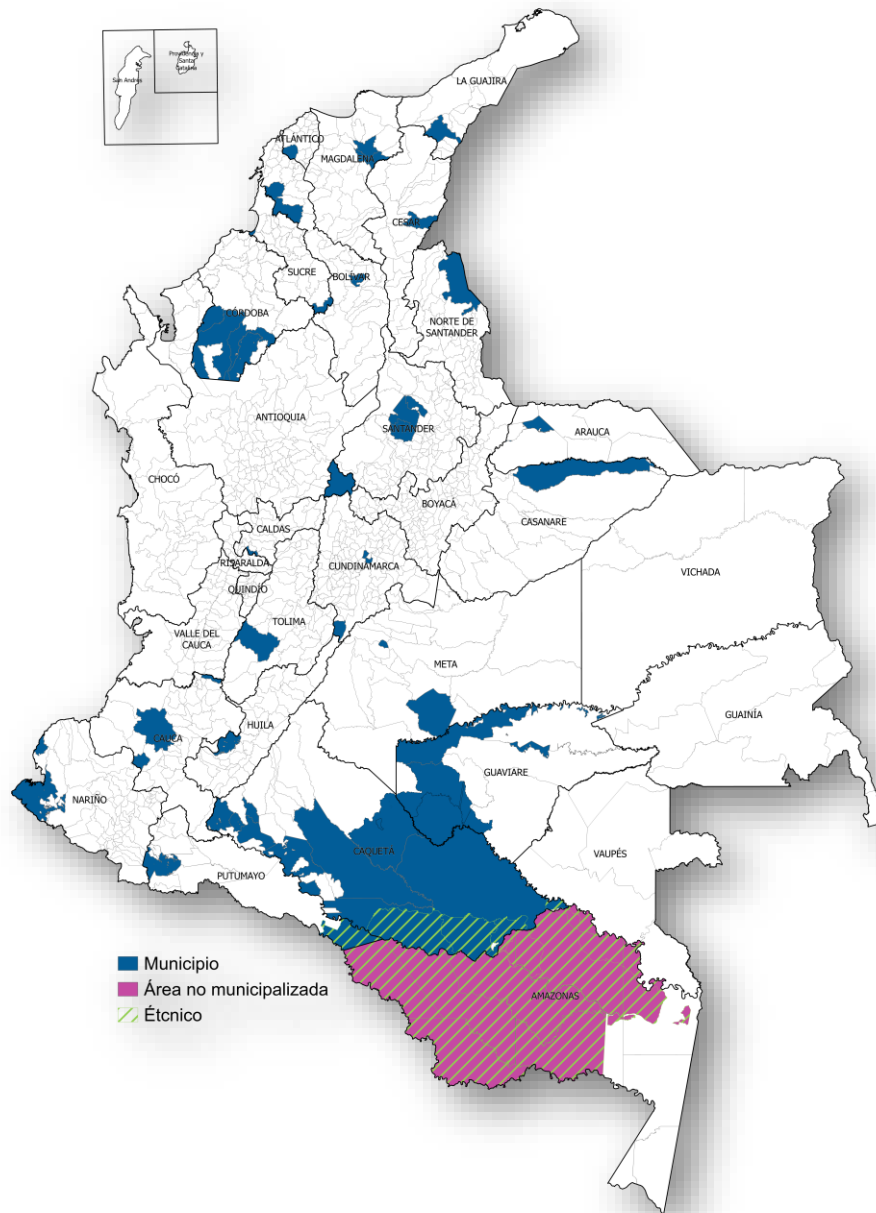 Providencia y
Santa
Catalina
San Andrés
LA GUAJIRA
ATLÁNTICO
MAGDALENA
CESAR
SUCRE
BOLÍVAR
CÓRDOBA
NORTE DE
SANTANDER
ANTIOQUIA
SANTANDER
ARAUCA
CHOCÓ
BOYACÁ
CASANARE
CALDAS
RISARALDA
CUNDINAMARCA
VICHADA
QUINDÍO
TOLIMA
VALLE DEL
CAUCA
META
GUAINÍA
HUILA
CAUCA
GUAVIARE
NARIÑO
CAQUETA
VAUPÉS
PUTUMAYO
Municipio
Área no municipalizada
Étcnico
AMAZONAS